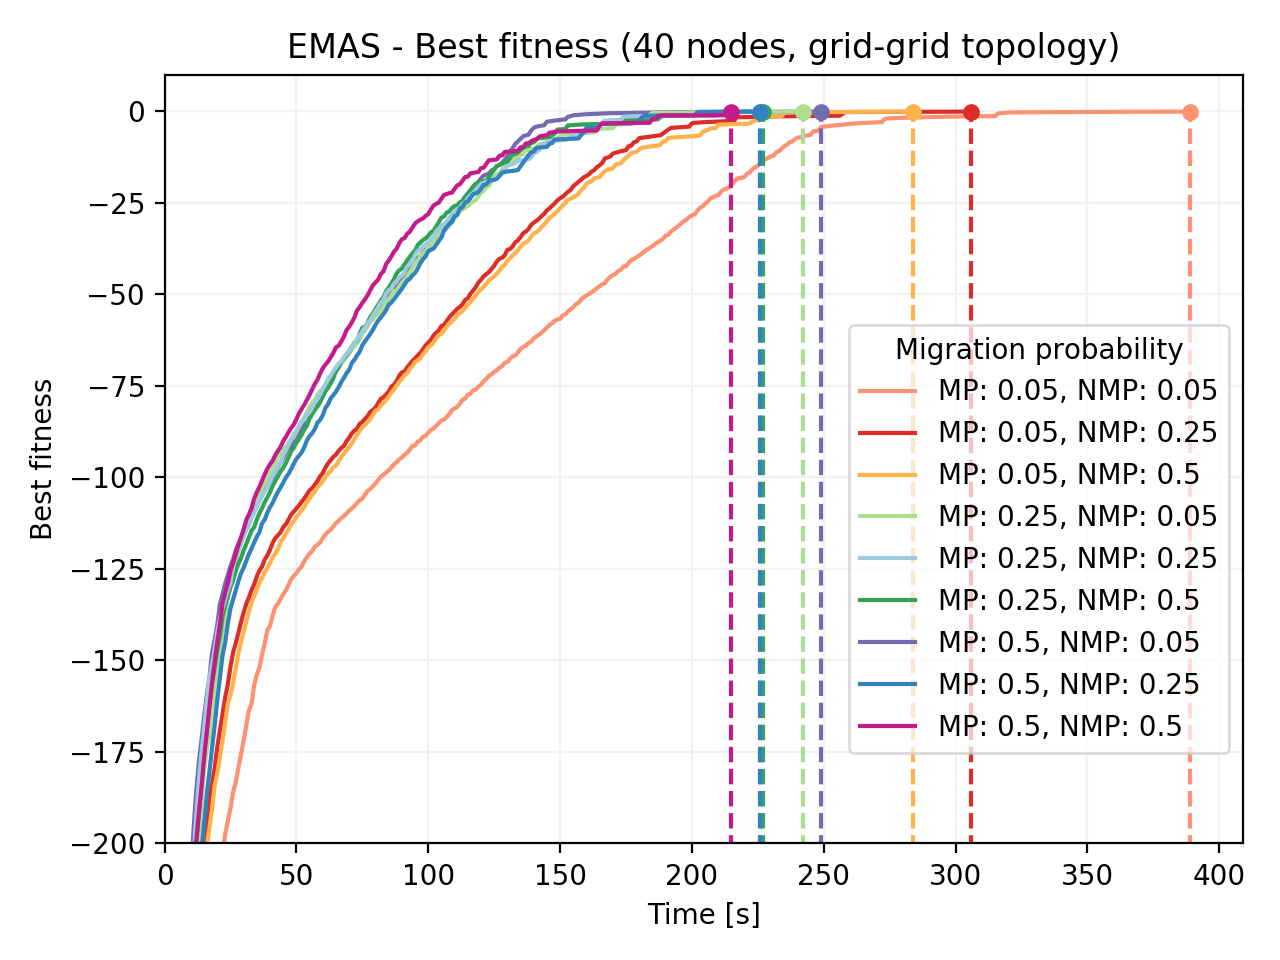 EMAS - Best fitness (40 nodes, grid-grid topology)
Best fitness
0
−25
−50
−75
−100
−125
−150
−175
−200
0 50 100 150 200 250 300 350 400
Time [s]
Migration probability
MP: 0.05, NMP: 0.05
MP: 0.05, NMP: 0.25
MP: 0.05, NMP: 0.5
MP: 0.25, NMP: 0.05
MP: 0.25, NMP: 0.25
MP: 0.25, NMP: 0.5
MP: 0.5, NMP: 0.05
MP: 0.5, NMP: 0.25
MP: 0.5, NMP: 0.5